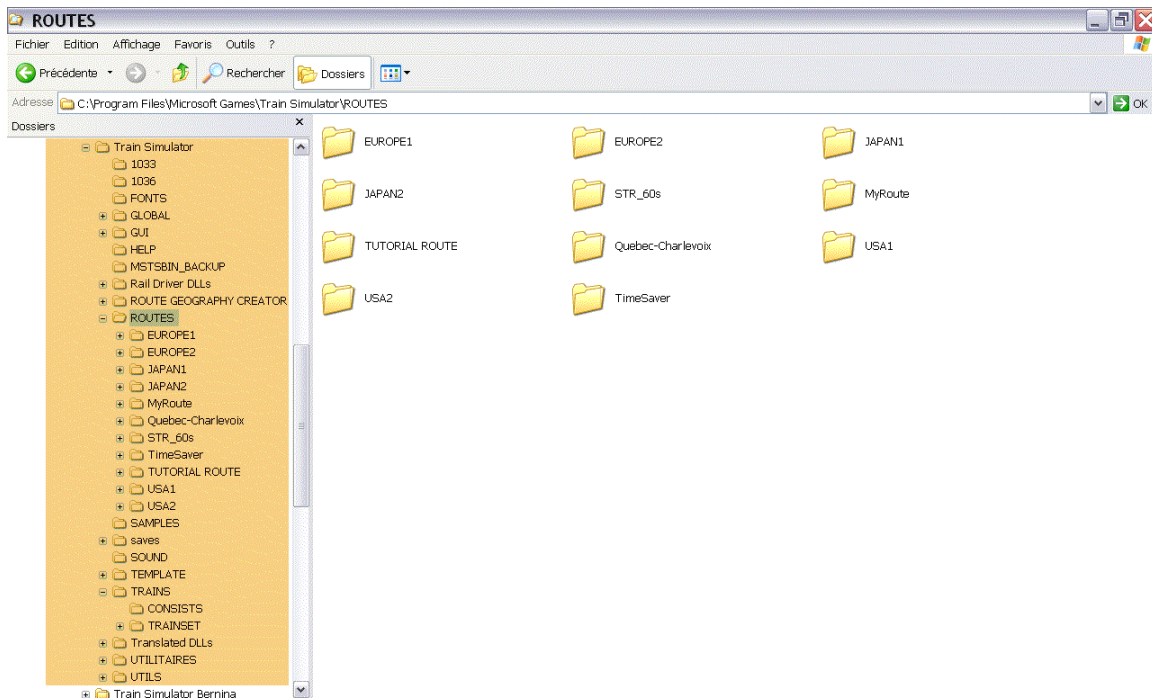 ROUTES
Fichier Edition Affichage Favoris Outils ?
Précédente Rechercher Dossiers
Adresse C:\Program Files\Microsoft Games\Train Simulator\ROUTES OK
Dossiers x
Train Simulator
1033
1036
FONTS
GLOBAL
GUI
HELP
MSTSBIN_BACKUP
Rail Driver DLLs
ROUTE GEOGRAPHY CREATOR
ROUTES
EUROPE1
EUROPE2
JAPAN1
JAPAN2
MyRoute
Quebec-Charlevoix
STR_60s
TimeSaver
TUTORIAL ROUTE
USA1
USA2
SAMPLES
saves
SOUND
TEMPLATE
TRAINS
CONSISTS
TRAINSET
Translated DLLs
UTILITAIRES
UTILS
Train Simulator Bernina
EUROPE1 EUROPE2 JAPAN1
JAPAN2 STR_60s MyRoute
TUTORIAL ROUTE Quebec-Charlevoix USA1
USA2 TimeSaver